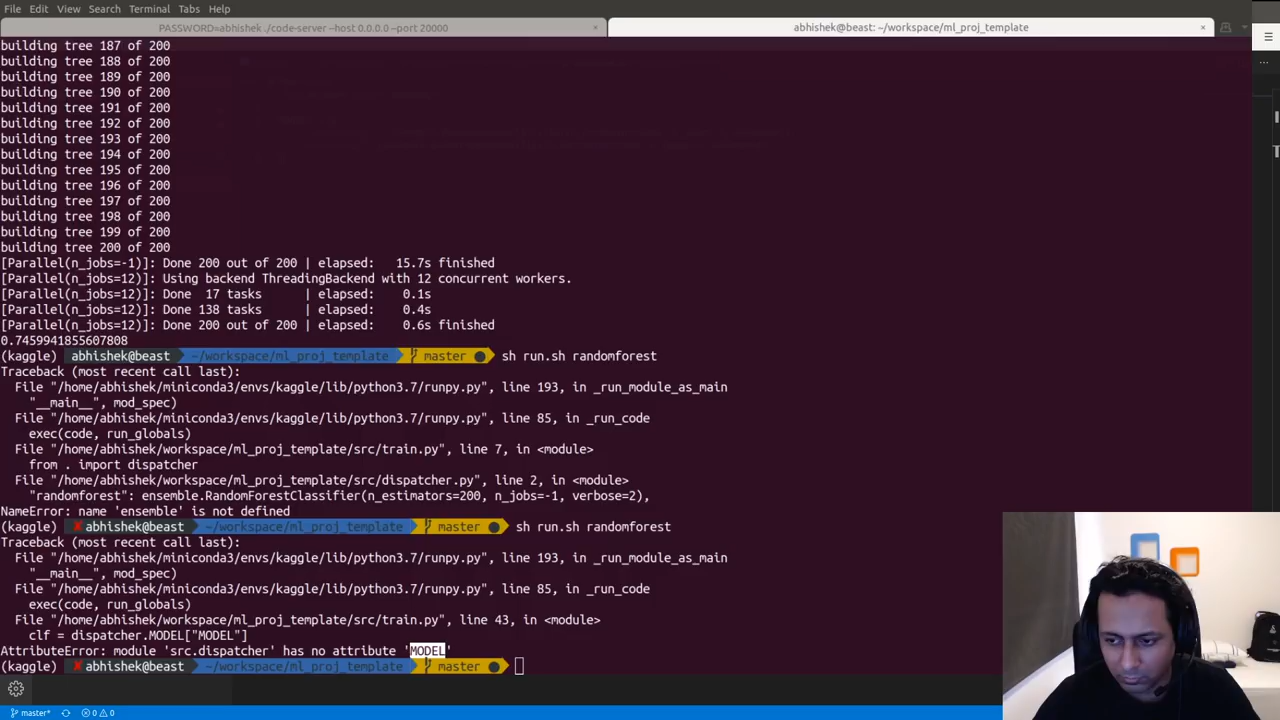 File Edit View Search Terminal Tabs Help
PASSWORD=abhishek ./code-server --host 0.0.0.0 --port 20000
abhishek@beast: ~/workspace/ml_proj_template
building tree 187 of 200
building tree 188 of 200
building tree 189 of 200
building tree 190 of 200
building tree 191 of 200
building tree 192 of 200
building tree 193 of 200
building tree 194 of 200
building tree 195 of 200
building tree 196 of 200
building tree 197 of 200
building tree 198 of 200
building tree 199 of 200
building tree 200 of 200
[Parallel(n_jobs=-1)]: Done 200 out of 200 | elapsed:   15.7s finished
[Parallel(n_jobs=12)]: Using backend ThreadingBackend with 12 concurrent workers.
[Parallel(n_jobs=12)]: Done  17 tasks      | elapsed:    0.1s
[Parallel(n_jobs=12)]: Done 138 tasks      | elapsed:    0.4s
[Parallel(n_jobs=12)]: Done 200 out of 200 | elapsed:    0.6s finished
0.7459941855607808
(kaggle) abhishek@beast ~/workspace/ml_proj_template master sh run.sh randomforest
Traceback (most recent call last):
  File "/home/abhishek/miniconda3/envs/kaggle/lib/python3.7/runpy.py", line 193, in _run_module_as_main
    "__main__", mod_spec)
  File "/home/abhishek/miniconda3/envs/kaggle/lib/python3.7/runpy.py", line 85, in _run_code
    exec(code, run_globals)
  File "/home/abhishek/workspace/ml_proj_template/src/train.py", line 7, in <module>
    from . import dispatcher
  File "/home/abhishek/workspace/ml_proj_template/src/dispatcher.py", line 2, in <module>
    "randomforest": ensemble.RandomForestClassifier(n_estimators=200, n_jobs=-1, verbose=2),
NameError: name 'ensemble' is not defined
(kaggle) ✘ abhishek@beast ~/workspace/ml_proj_template master sh run.sh randomforest
Traceback (most recent call last):
  File "/home/abhishek/miniconda3/envs/kaggle/lib/python3.7/runpy.py", line 193, in _run_module_as_main
    "__main__", mod_spec)
  File "/home/abhishek/miniconda3/envs/kaggle/lib/python3.7/runpy.py", line 85, in _run_code
    exec(code, run_globals)
  File "/home/abhishek/workspace/ml_proj_template/src/train.py", line 43, in <module>
    clf = dispatcher.MODEL["MODEL"]
AttributeError: module 'src.dispatcher' has no attribute 'MODEL'
(kaggle) ✘ abhishek@beast ~/workspace/ml_proj_template master
master* 0 0